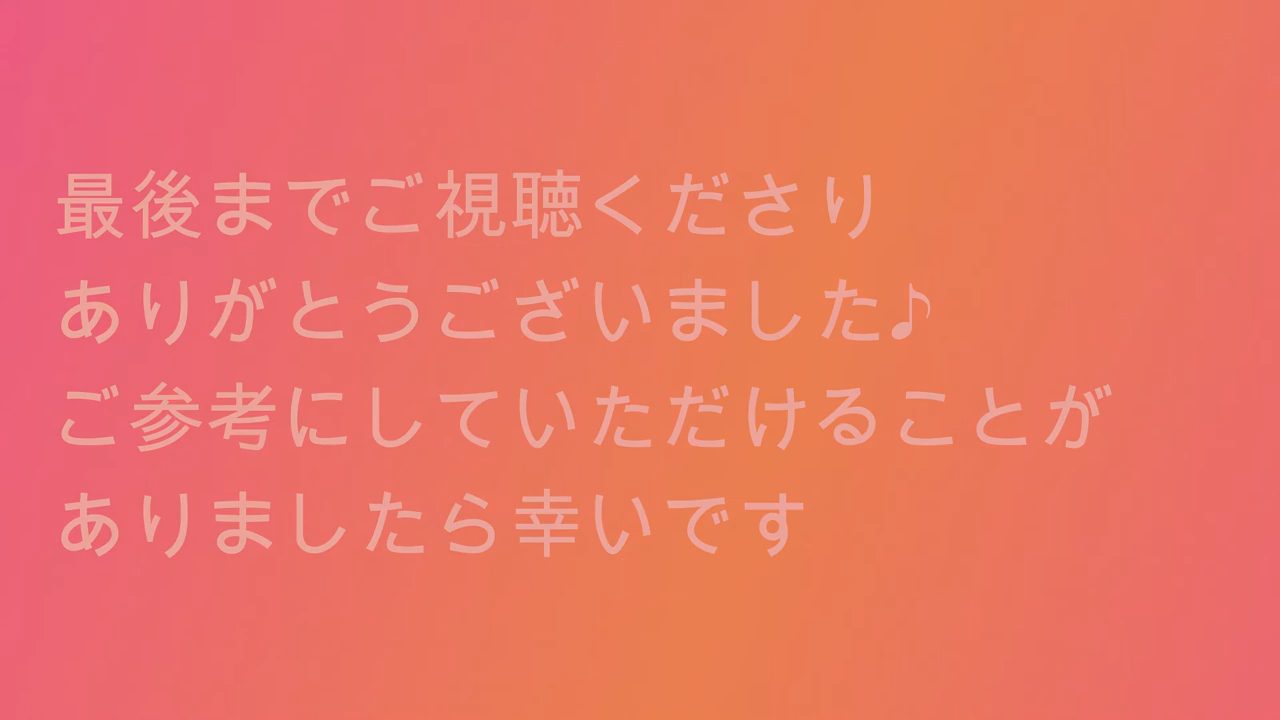 最後までご視聴くださり
ありがとうございました♪
ご参考にしていただけることが
ありましたら幸いです